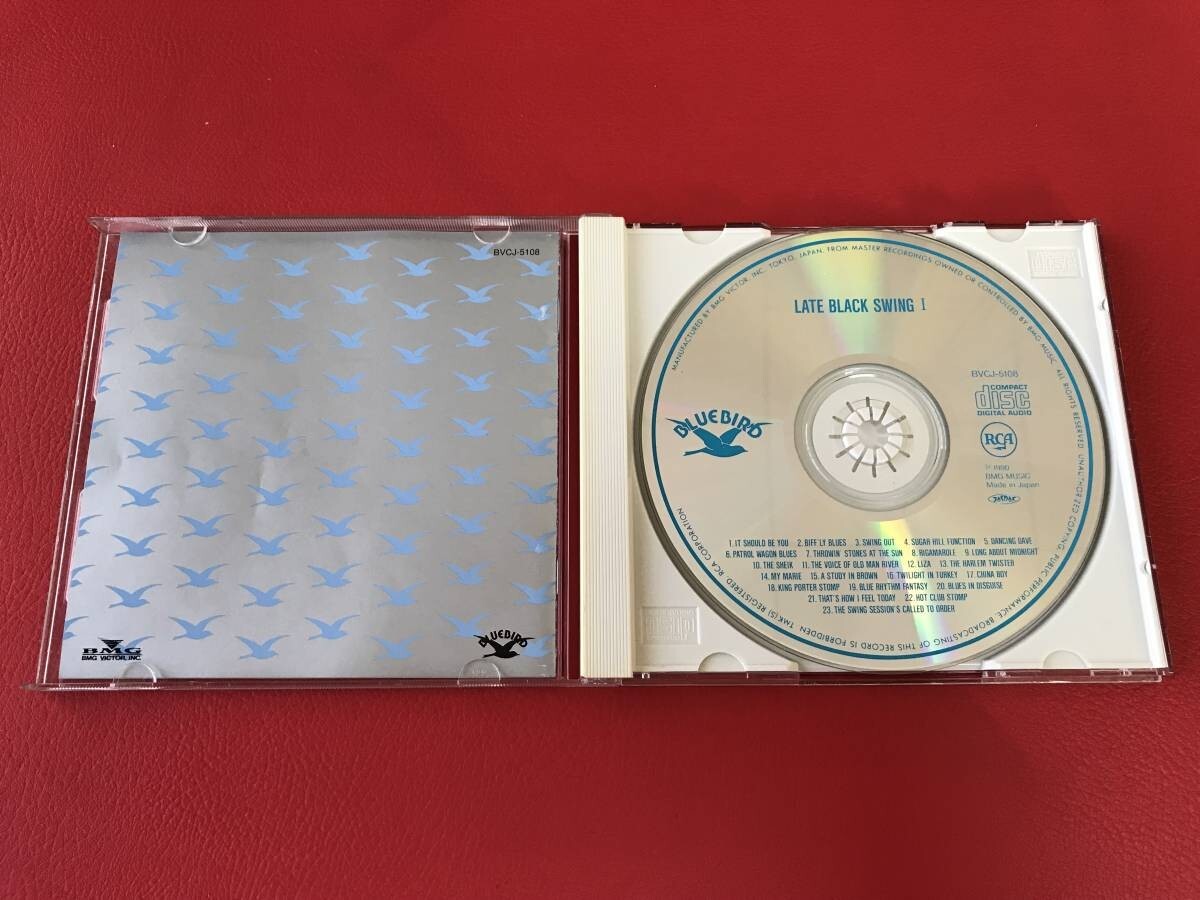 BVCJ-5108
BMG
BMG VICTOR, INC.
BLUEBIRD
MANUFACTURED BY BMG VICTOR, INC. TOKYO, JAPAN. FROM MASTER RECORDINGS OWNED OR CONTROLLED BY BMG MUSIC. ALL RIGHTS RESERVED. UNAUTHORIZED COPYING, PUBLIC PERFORMANCE, BROADCASTING OF THIS RECORD IS FORBIDDEN TMK(S) REGISTERED RCA CORPORATION
LATE BLACK SWING I
BLUEBIRD
BVCJ-5108
COMPACT
disc
DIGITAL AUDIO
RCA
℗ 1990
BMG MUSIC
Made in Japan
1. IT SHOULD BE YOU 2. BIFF'LY BLUES 3. SWING OUT 4. SUGAR HILL FUNCTION 5. DANCING DAVE
6. PATROL WAGON BLUES 7. THROWIN' STONES AT THE SUN 8. RIGAMAROLE 9. LONG ABOUT MIDNIGHT
10. THE SHEIK 11. THE VOICE OF OLD MAN RIVER 12. LIZA 13. THE HARLEM TWISTER
14. MY MARIE 15. A STUDY IN BROWN 16. TWILIGHT IN TURKEY 17. CHINA BOY
18. KING PORTER STOMP 19. BLUE RHYTHM FANTASY 20. BLUES IN DISGUISE
21. THAT'S HOW I FEEL TODAY 22. HOT CLUB STOMP
23. THE SWING SESSION'S CALLED TO ORDER